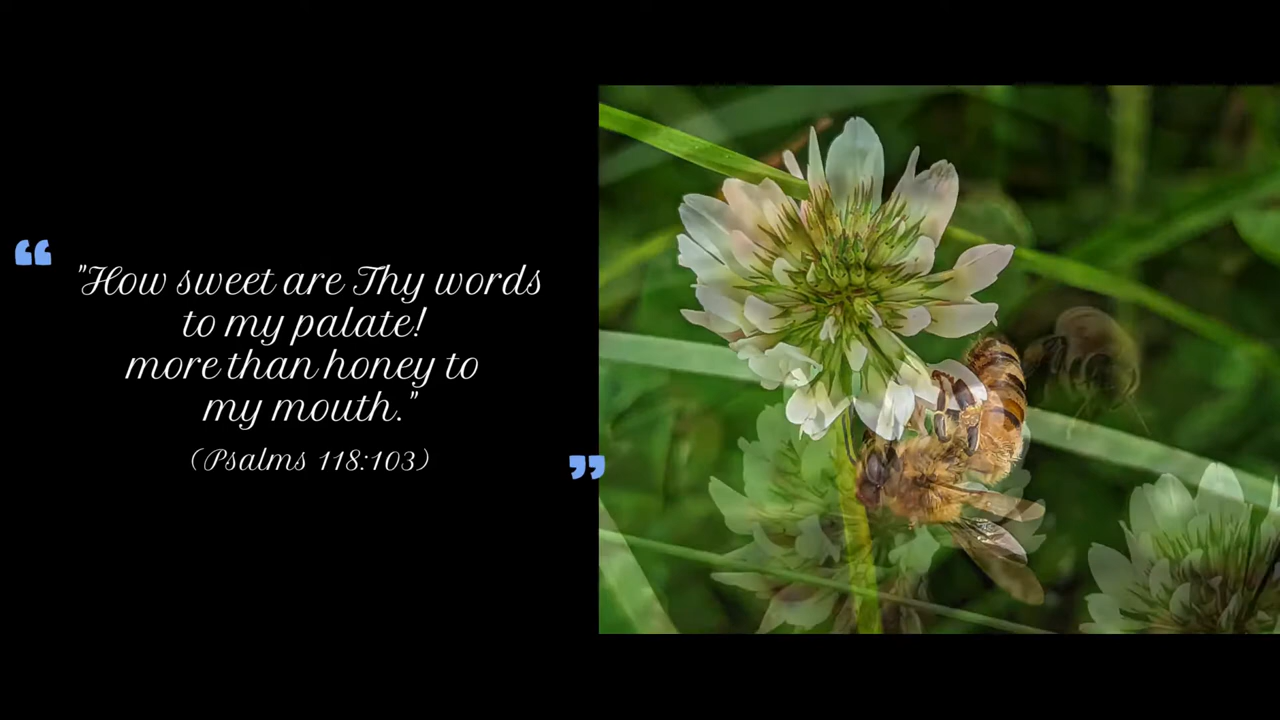 “
"How sweet are Thy words
to my palate!
more than honey to
my mouth."
(Psalms 118:103)
”